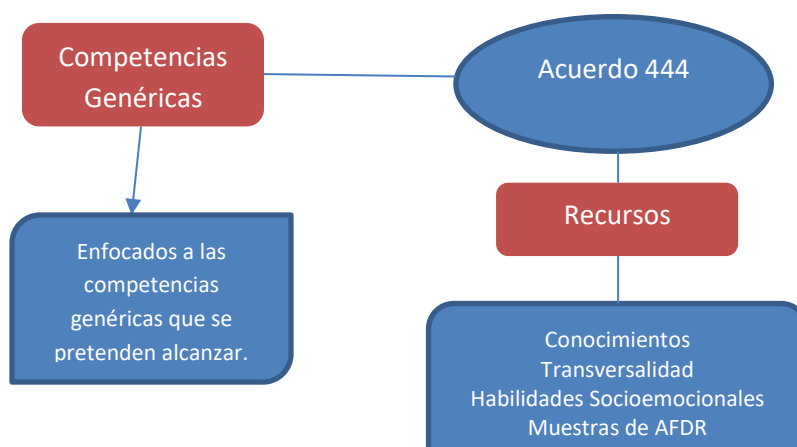 Competencias
Genéricas
Acuerdo 444
Recursos
Enfocados a las
competencias
genéricas que se
pretenden alcanzar.
Conocimientos
Transversalidad
Habilidades Socioemocionales
Muestras de AFDR